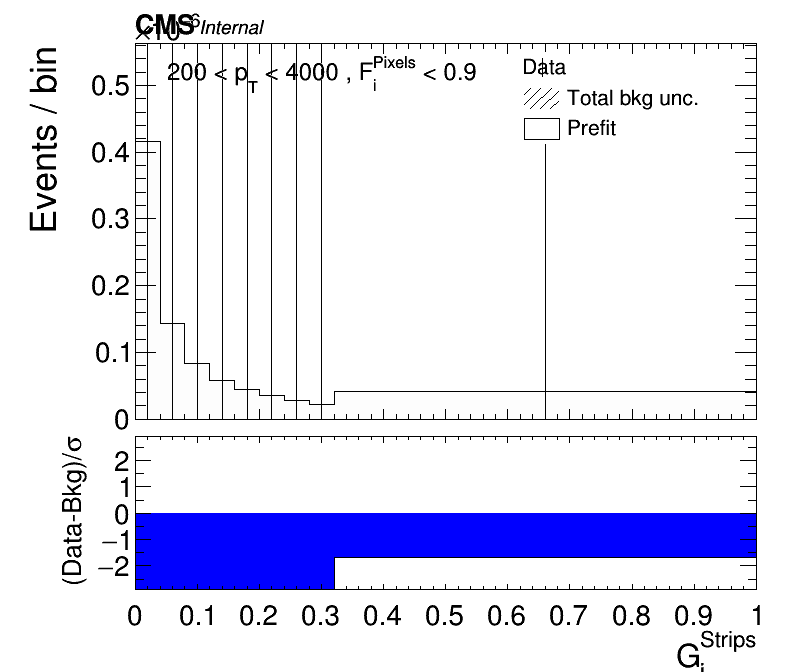 CMS Internal
×10^6
200 < p_T < 4000 , F_i^Pixels < 0.9
Data
Total bkg unc.
Prefit
Events / bin
0.5
0.4
0.3
0.2
0.1
0
(Data-Bkg)/σ
2
1
0
−1
−2
0 0.1 0.2 0.3 0.4 0.5 0.6 0.7 0.8 0.9 1
G_i^Strips